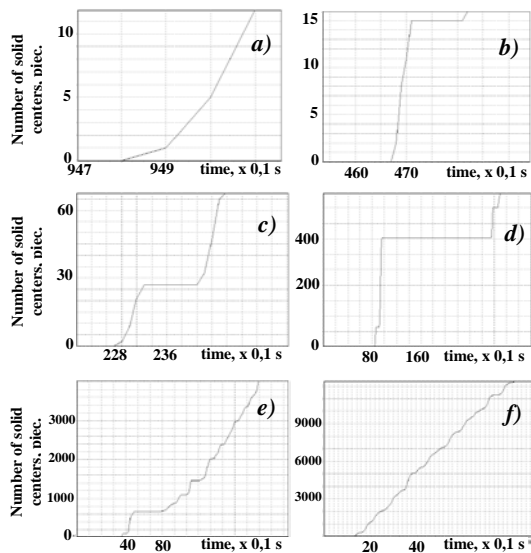 Number of solid
centers. piec.
10
5
0
947
949
time, x 0,1 s
a)
15
10
5
0
460
470
time, x 0,1 s
b)
Number of solid
centers. piec.
60
30
0
228
236
time, x 0,1 s
c)
400
200
0
80
160
time, x 0,1 s
d)
Number of solid
centers. piec.
3000
2000
1000
0
40
80
time, x 0,1 s
e)
9000
6000
3000
20
40
time, x 0,1 s
f)